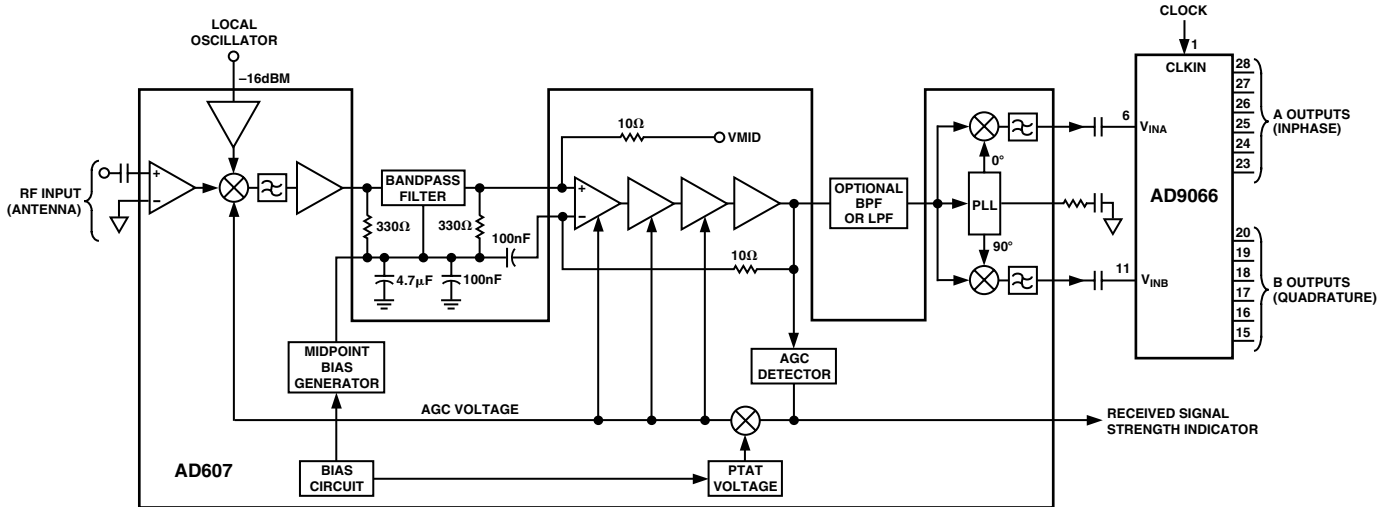 CLOCK
1
LOCAL
OSCILLATOR
–16dBM
CLKIN
28
27
26
25
24
23
A OUTPUTS
(INPHASE)
10Ω
VMID
6
VINA
0°
RF INPUT
(ANTENNA)
+
–
BANDPASS
FILTER
+
–
OPTIONAL
BPF
OR LPF
PLL
AD9066
330Ω
330Ω
100nF
90°
4.7μF
100nF
10Ω
11
VINB
20
19
18
17
16
15
B OUTPUTS
(QUADRATURE)
MIDPOINT
BIAS
GENERATOR
AGC
DETECTOR
AGC VOLTAGE
RECEIVED SIGNAL
STRENGTH INDICATOR
AD607
BIAS
CIRCUIT
PTAT
VOLTAGE